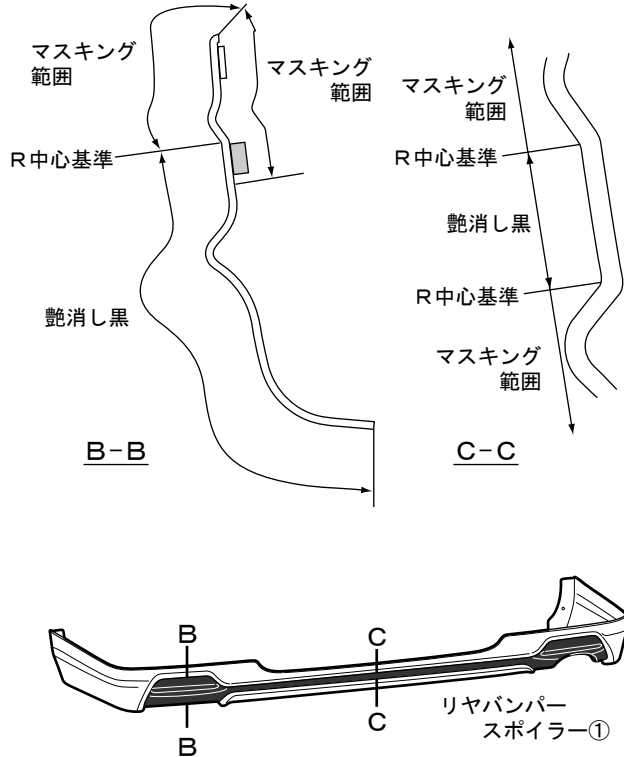 マスキング
範囲
マスキング
範囲
R中心基準
艶消し黒
B-B
マスキング
範囲
R中心基準
艶消し黒
R中心基準
マスキング
範囲
C-C
B
B
C
C
リヤバンパー
スポイラー①